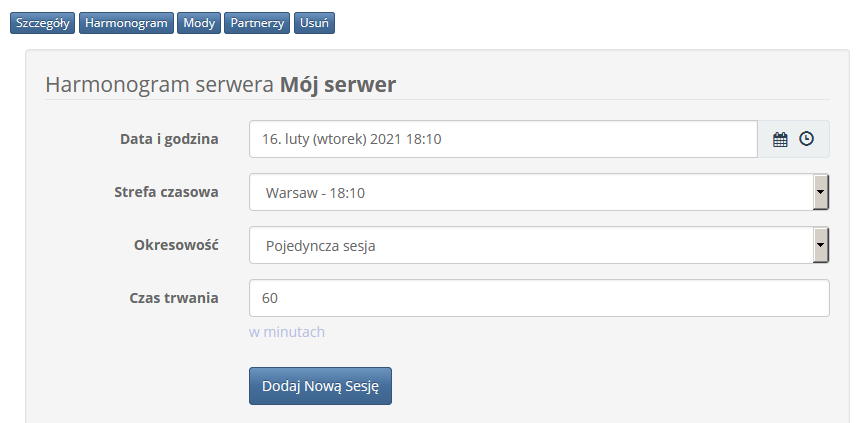 Szczegóły Harmonogram Mody Partnerzy Usuń
Harmonogram serwera Mój serwer
Data i godzina 16. luty (wtorek) 2021 18:10
Strefa czasowa Warsaw - 18:10
Okresowość Pojedyncza sesja
Czas trwania 60
w minutach
Dodaj Nową Sesję